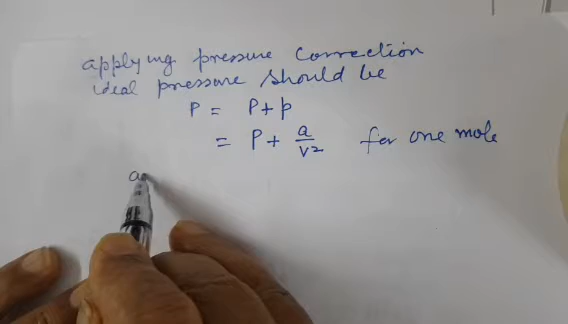 applying pressure correction
ideal pressure should be
P = P+p
= P + a/V2 for one mole
a